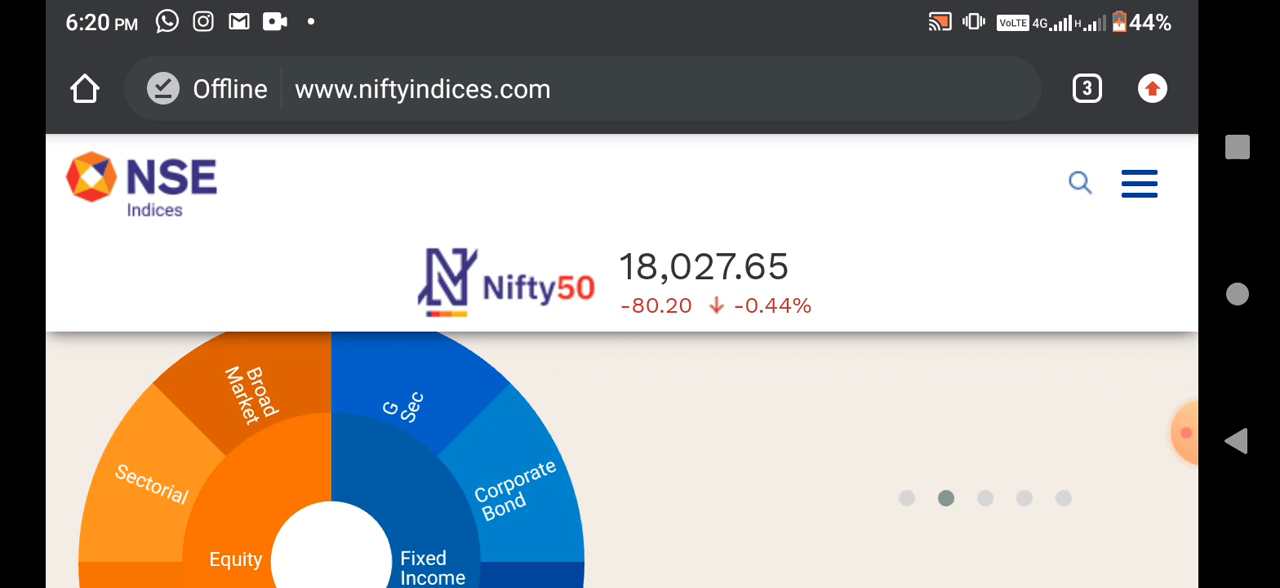 6:20 PM
VoLTE 4G H 44%
Offline www.niftyindices.com
3
NSE
Indices
Nifty50
18,027.65
-80.20 -0.44%
Broad
Market
G
Sec
Sectorial
Corporate
Bond
Equity
Fixed
Income